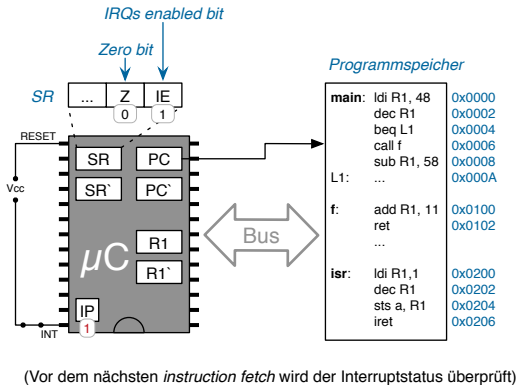 IRQs enabled bit
Zero bit
Programmspeicher
SR ... Z IE
0 1
RESET
SR PC
SR` PC`
Vcc
R1
µC
R1`
IP
1
INT
Bus
main: ldi R1, 48 0x0000
dec R1 0x0002
beq L1 0x0004
call f 0x0006
sub R1, 58 0x0008
L1: ... 0x000A
f: add R1, 11 0x0100
ret 0x0102
...
isr: ldi R1,1 0x0200
dec R1 0x0202
sts a, R1 0x0204
iret 0x0206
(Vor dem nächsten instruction fetch wird der Interruptstatus überprüft)